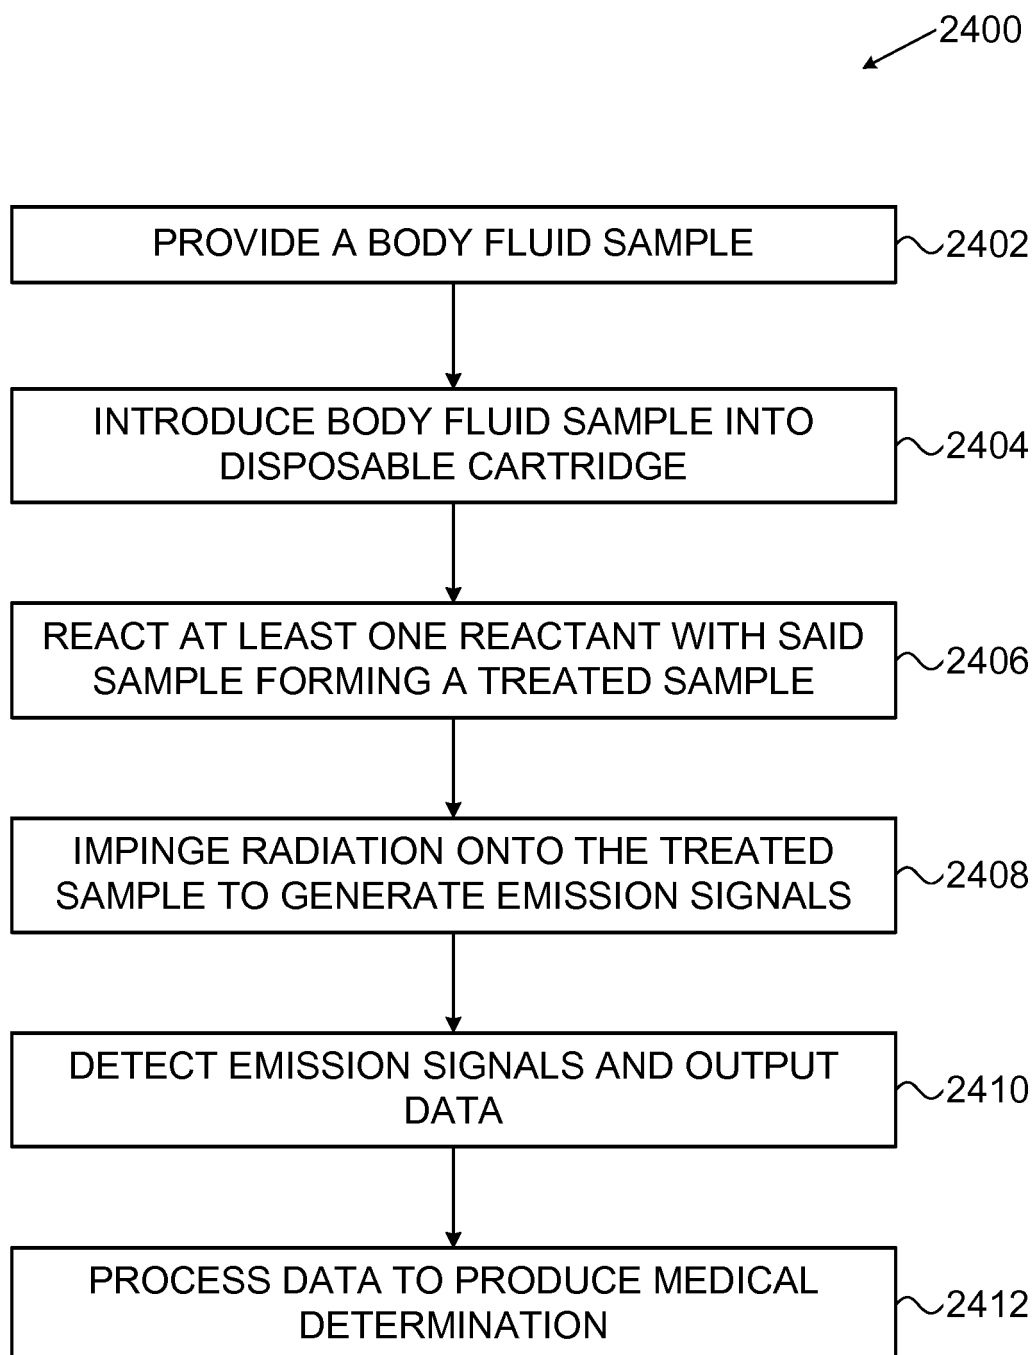 2400
PROVIDE A BODY FLUID SAMPLE
2402
INTRODUCE BODY FLUID SAMPLE INTO
DISPOSABLE CARTRIDGE
2404
REACT AT LEAST ONE REACTANT WITH SAID
SAMPLE FORMING A TREATED SAMPLE
2406
IMPINGE RADIATION ONTO THE TREATED
SAMPLE TO GENERATE EMISSION SIGNALS
2408
DETECT EMISSION SIGNALS AND OUTPUT
DATA
2410
PROCESS DATA TO PRODUCE MEDICAL
DETERMINATION
2412